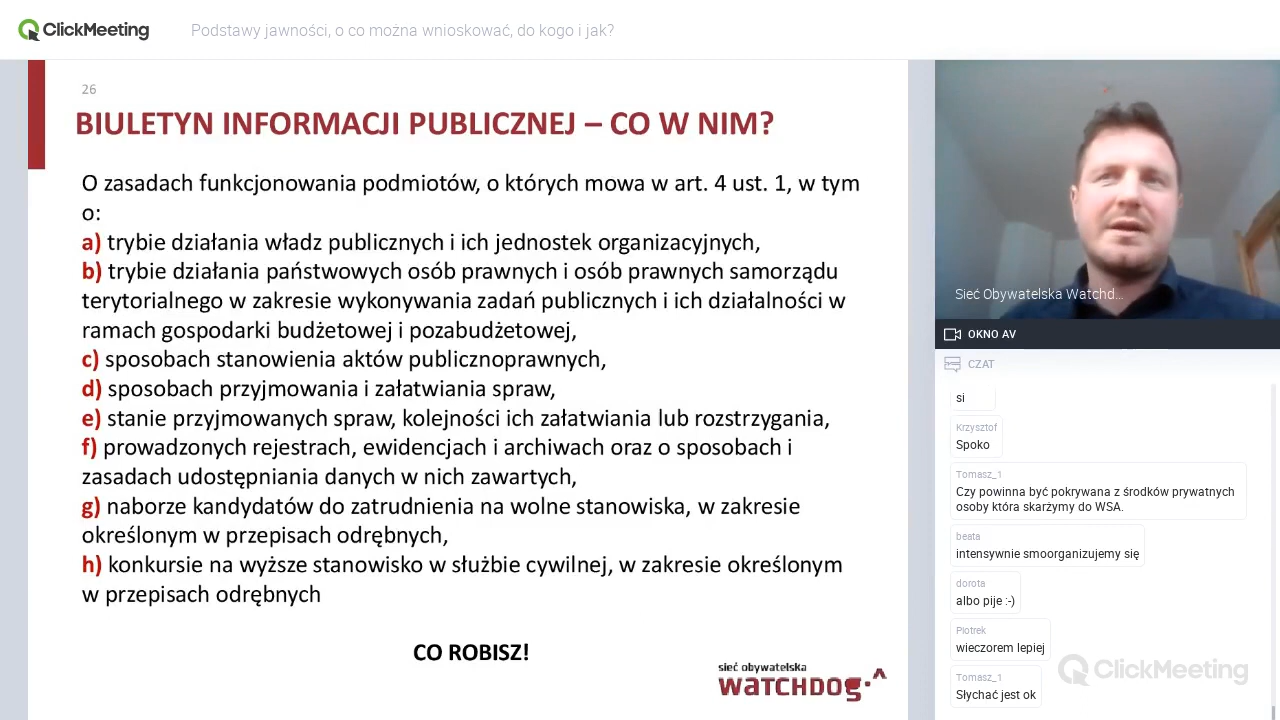 ClickMeeting
Podstawy jawności, o co można wnioskować, do kogo i jak?
26
BIULETYN INFORMACJI PUBLICZNEJ – CO W NIM?
O zasadach funkcjonowania podmiotów, o których mowa w art. 4 ust. 1, w tym
o:
a) trybie działania władz publicznych i ich jednostek organizacyjnych,
b) trybie działania państwowych osób prawnych i osób prawnych samorządu
terytorialnego w zakresie wykonywania zadań publicznych i ich działalności w
ramach gospodarki budżetowej i pozabudżetowej,
c) sposobach stanowienia aktów publicznoprawnych,
d) sposobach przyjmowania i załatwiania spraw,
e) stanie przyjmowanych spraw, kolejności ich załatwiania lub rozstrzygania,
f) prowadzonych rejestrach, ewidencjach i archiwach oraz o sposobach i
zasadach udostępniania danych w nich zawartych,
g) naborze kandydatów do zatrudnienia na wolne stanowiska, w zakresie
określonym w przepisach odrębnych,
h) konkursie na wyższe stanowisko w służbie cywilnej, w zakresie określonym
w przepisach odrębnych
CO ROBISZ!
sieć obywatelska
WATCHDOG
Sieć Obywatelska Watchd...
OKNO AV
CZAT
si
Krzysztof
Spoko
Tomasz_1
Czy powinna być pokrywana z środków prywatnych
osoby która skarżymy do WSA.
beata
intensywnie smoorganizujemy się
dorota
albo pije :-)
Piotrek
wieczorem lepiej
Tomasz_1
Słychać jest ok
ClickMeeting